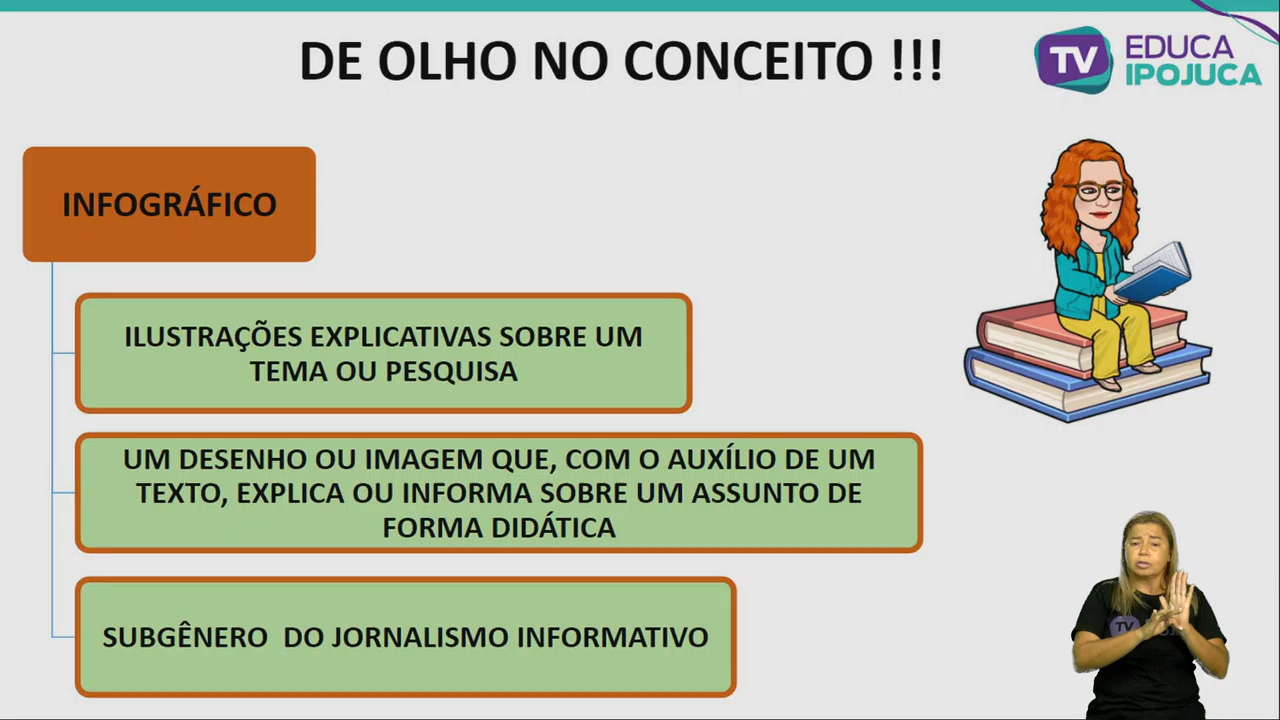 DE OLHO NO CONCEITO !!!
TV EDUCA
IPOJUCA
INFOGRÁFICO
ILUSTRAÇÕES EXPLICATIVAS SOBRE UM
TEMA OU PESQUISA
UM DESENHO OU IMAGEM QUE, COM O AUXÍLIO DE UM
TEXTO, EXPLICA OU INFORMA SOBRE UM ASSUNTO DE
FORMA DIDÁTICA
SUBGÊNERO DO JORNALISMO INFORMATIVO
TV